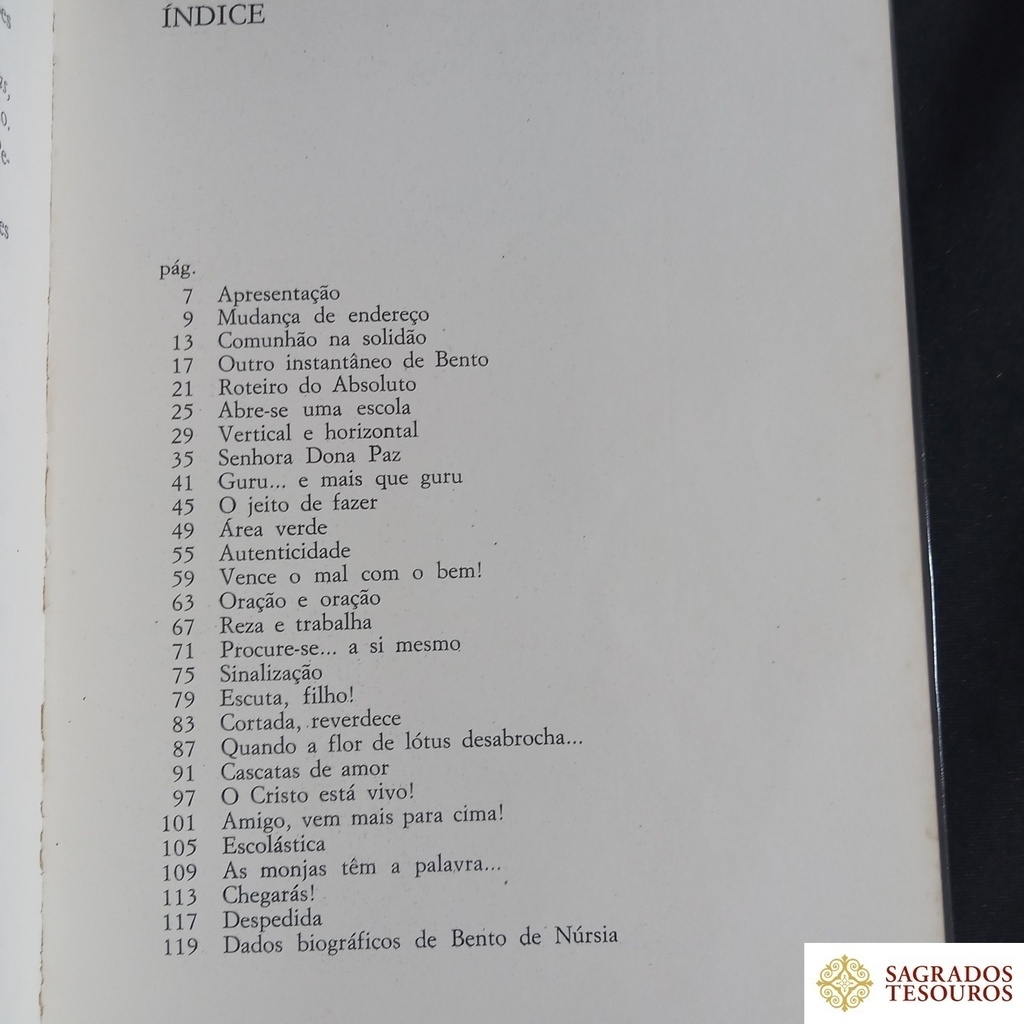 ÍNDICE
pág.
7 Apresentação
9 Mudança de endereço
13 Comunhão na solidão
17 Outro instantâneo de Bento
21 Roteiro do Absoluto
25 Abre-se uma escola
29 Vertical e horizontal
35 Senhora Dona Paz
41 Guru... e mais que guru
45 O jeito de fazer
49 Área verde
55 Autenticidade
59 Vence o mal com o bem!
63 Oração e oração
67 Reza e trabalha
71 Procure-se... a si mesmo
75 Sinalização
79 Escuta, filho!
83 Cortada, reverdece
87 Quando a flor de lótus desabrocha...
91 Cascatas de amor
97 O Cristo está vivo!
101 Amigo, vem mais para cima!
105 Escolástica
109 As monjas têm a palavra...
113 Chegarás!
117 Despedida
119 Dados biográficos de Bento de Núrsia
SAGRADOS
TESOUROS